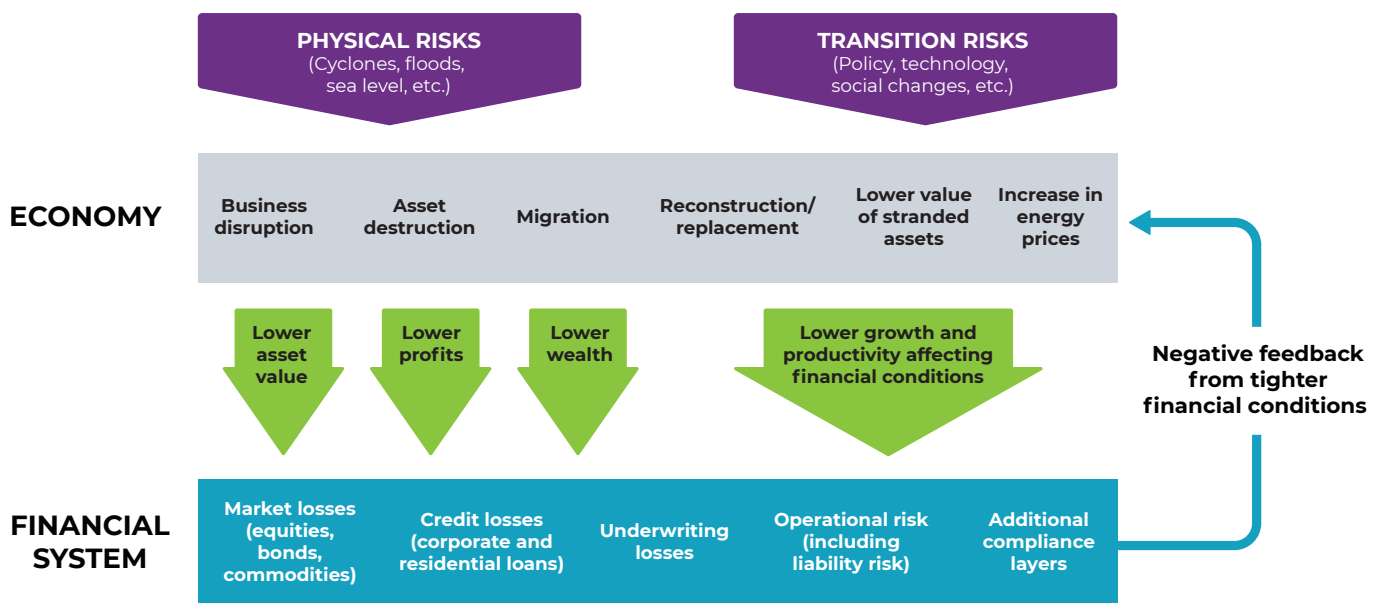 PHYSICAL RISKS
(Cyclones, floods,
sea level, etc.)
TRANSITION RISKS
(Policy, technology,
social changes, etc.)
ECONOMY
Business
disruption
Asset
destruction
Migration
Reconstruction/
replacement
Lower value
of stranded
assets
Increase in
energy
prices
Lower
asset
value
Lower
profits
Lower
wealth
Lower growth and
productivity affecting
financial conditions
Negative feedback
from tighter
financial conditions
FINANCIAL
SYSTEM
Market losses
(equities,
bonds,
commodities)
Credit losses
(corporate and
residential loans)
Underwriting
losses
Operational risk
(including
liability risk)
Additional
compliance
layers